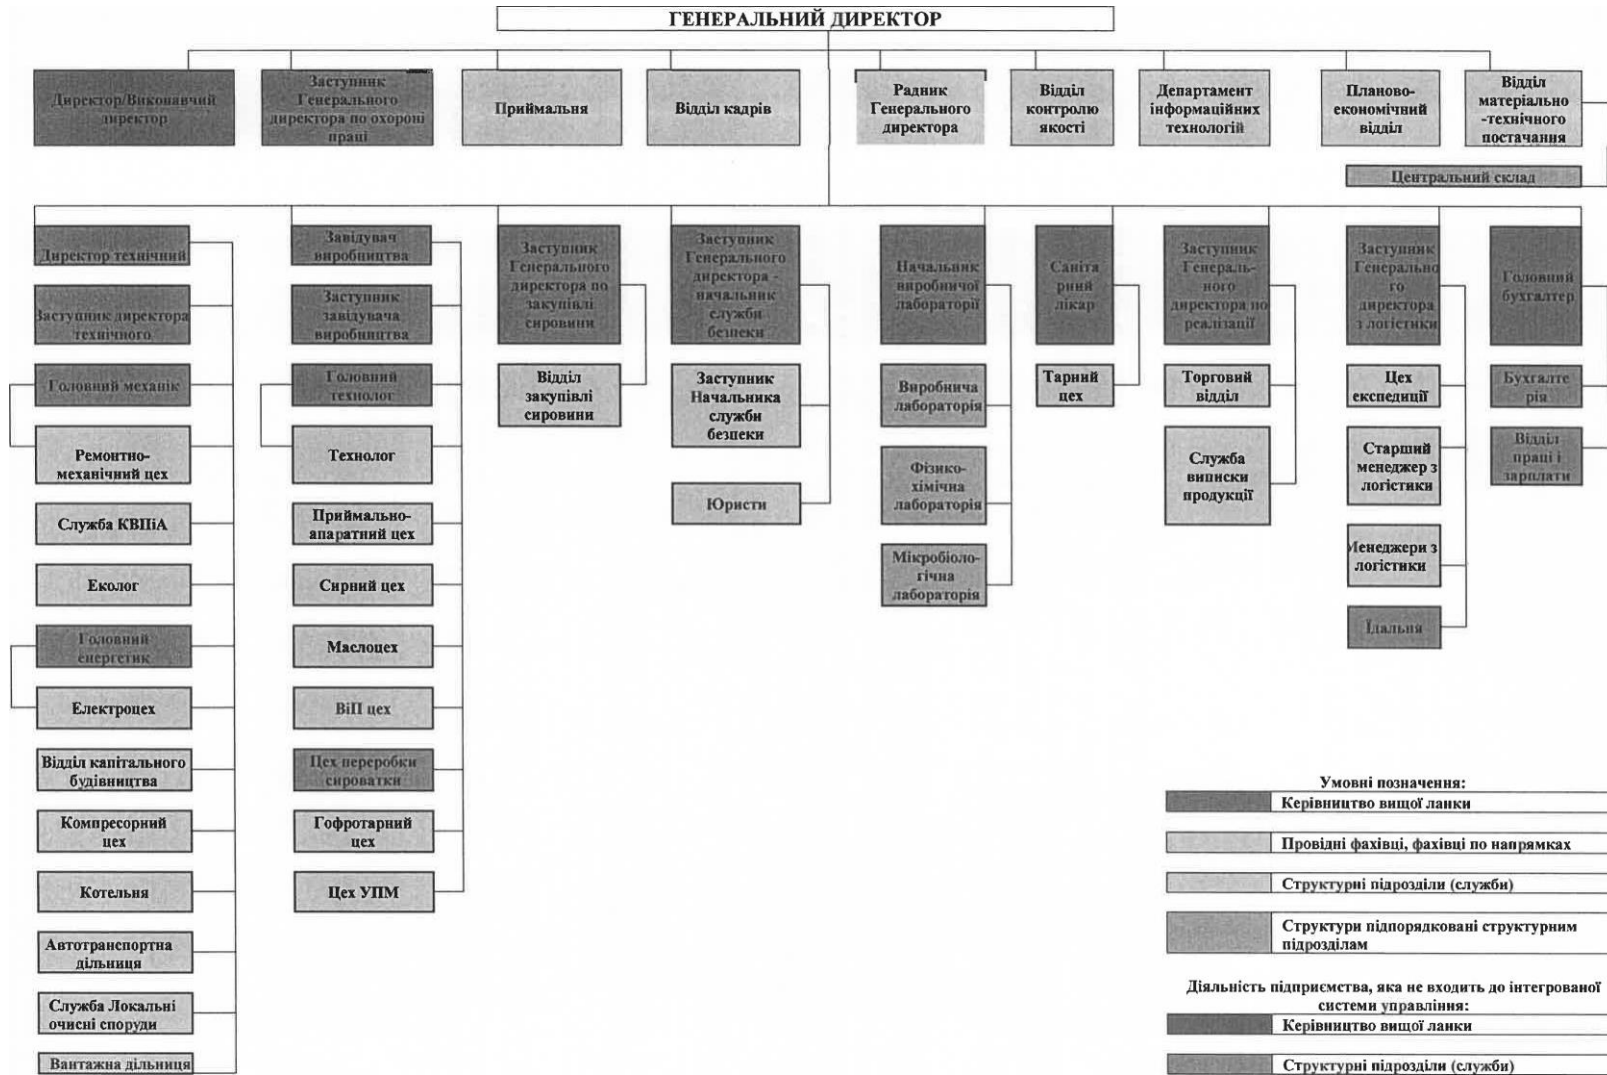 ГЕНЕРАЛЬНИЙ ДИРЕКТОР
Директор/Виконавчий
директор
Заступник
Генерального
директора по охороні
праці
Приймальня
Відділ кадрів
Радник
Генерального
директора
Відділ
контролю
якості
Департамент
інформаційних
технологій
Планово-
економічний
відділ
Відділ
матеріально
-технічного
постачання
Центральний склад
Директор технічний
Заступник директора
технічного
Головний механік
Ремонтно-
механічний цех
Служба КВПіА
Еколог
Головний
енергетик
Електроцех
Відділ капітального
будівництва
Компресорний
цех
Котельня
Автотранспортна
дільниця
Служба Локальні
очисні споруди
Вантажна дільниця
Завідувач
виробництва
Заступник
завідувача
виробництва
Головний
технолог
Технолог
Приймально-
апаратний цех
Сирний цех
Маслоцех
ВіП цех
Цех переробки
сироватки
Гофротарний
цех
Цех УПМ
Заступник
Генерального
директора по
закупівлі
сировини
Відділ
закупівлі
сировини
Заступник
Генерального
директора -
начальник
служби
безпеки
Заступник
Начальника
служби
безпеки
Юристи
Начальник
виробничої
лабораторії
Виробнича
лабораторія
Фізико-
хімічна
лабораторія
Мікробіоло-
гічна
лабораторія
Саніта
рний
лікар
Тарний
цех
Заступник
Генераль-
ного
директора по
реалізації
Торговий
відділ
Служба
виписки
продукції
Заступник
Генерально
го директора
з логістики
Цех
експедиції
Старший
менеджер з
логістики
Менеджери з
логістики
Їдальня
Головний
бухгалтер
Бухгалте
рія
Відділ
праці і
зарплати
Умовні позначення:
Керівництво вищої ланки
Провідні фахівці, фахівці по напрямках
Структурні підрозділи (служби)
Структури підпорядковані структурним
підрозділам
Діяльність підприємства, яка не входить до інтегрованої
системи управління:
Керівництво вищої ланки
Структурні підрозділи (служби)